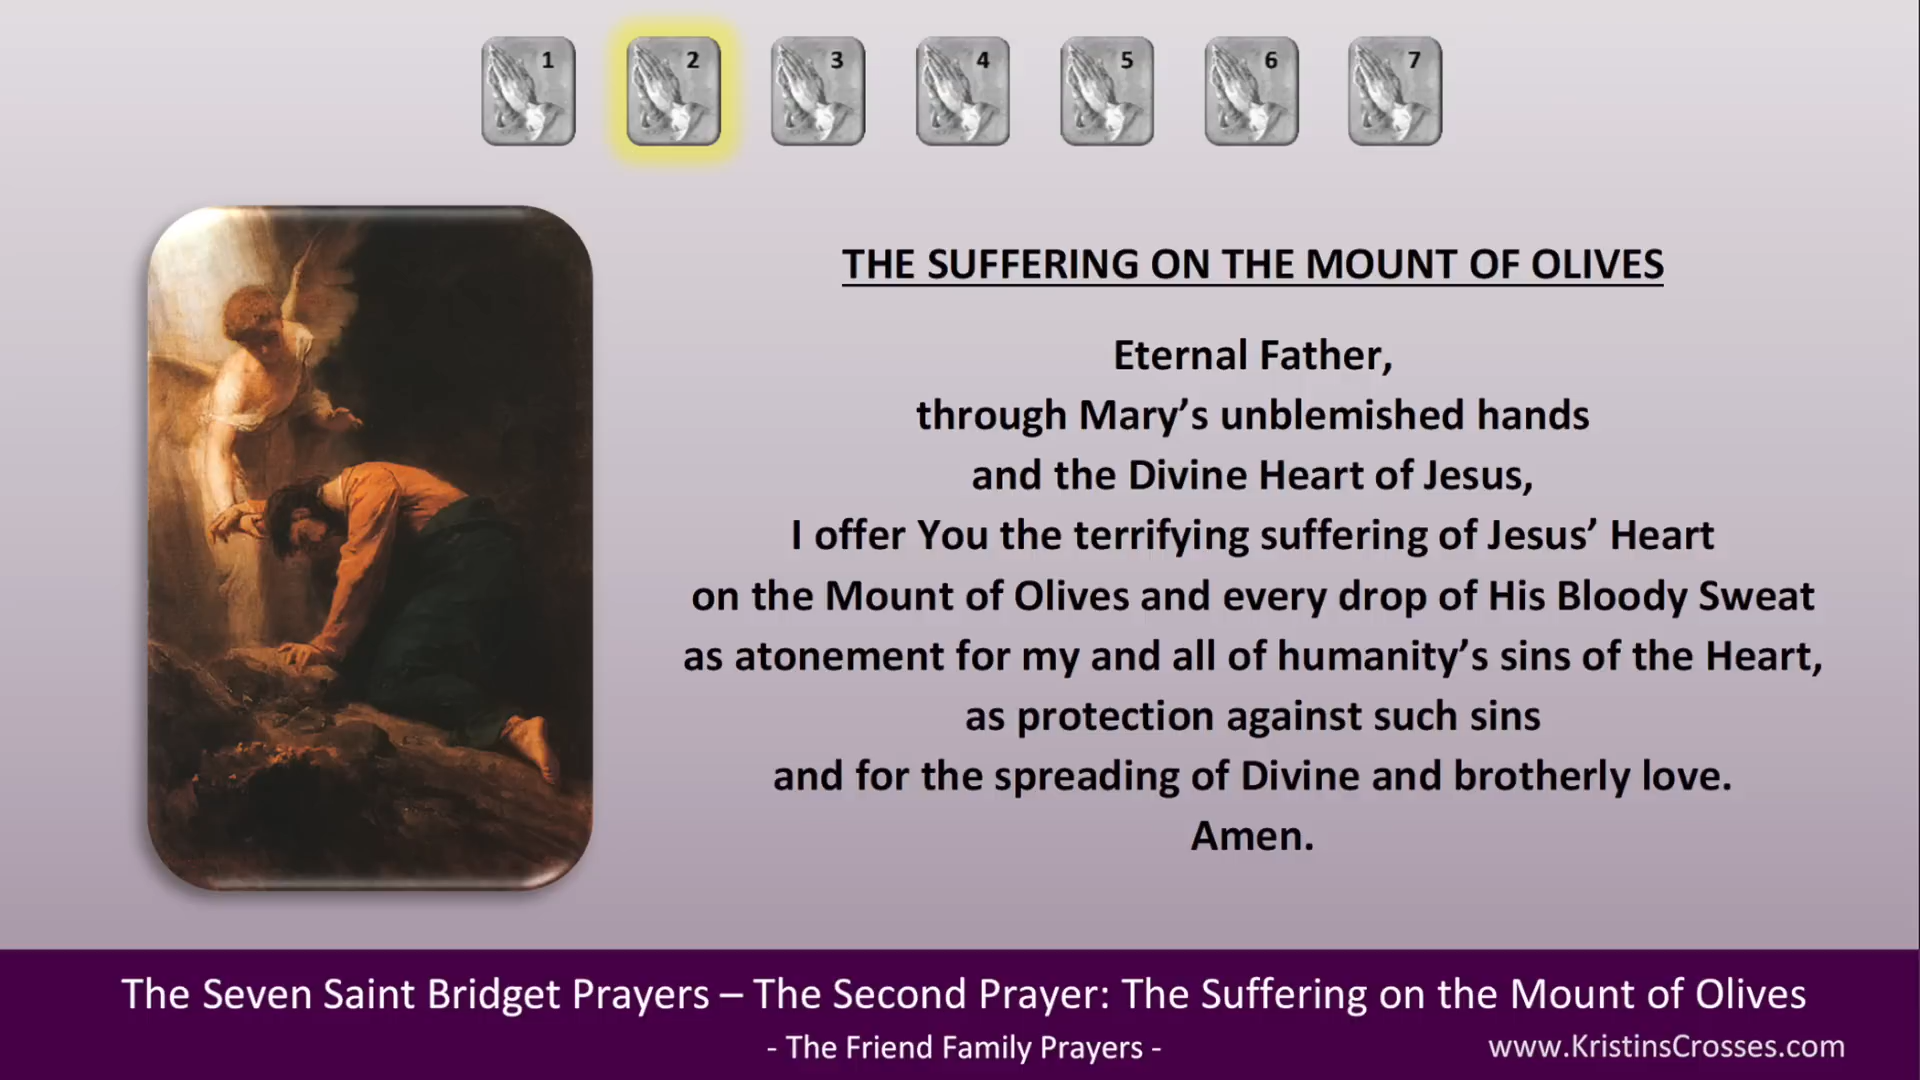 1
2
3
4
5
6
7
THE SUFFERING ON THE MOUNT OF OLIVES
Eternal Father,
through Mary’s unblemished hands
and the Divine Heart of Jesus,
I offer You the terrifying suffering of Jesus’ Heart
on the Mount of Olives and every drop of His Bloody Sweat
as atonement for my and all of humanity’s sins of the Heart,
as protection against such sins
and for the spreading of Divine and brotherly love.
Amen.
The Seven Saint Bridget Prayers – The Second Prayer: The Suffering on the Mount of Olives
- The Friend Family Prayers -
www.KristinsCrosses.com